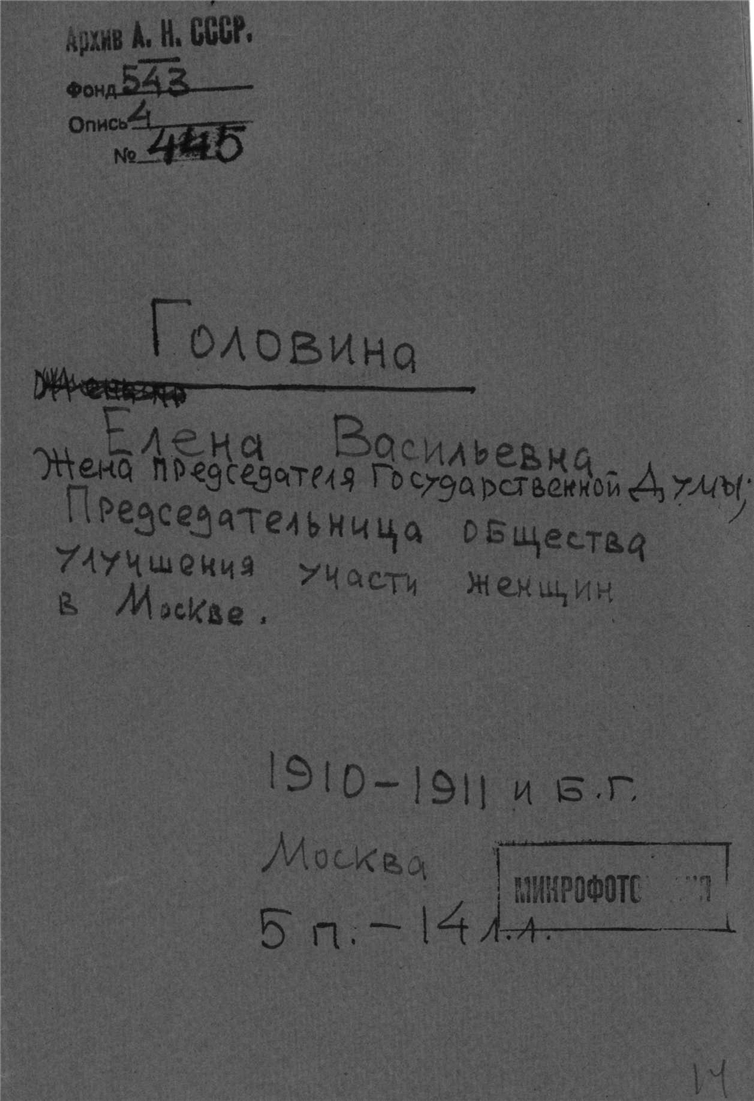 Архив А. Н. СССР.
Фонд 543
Опись 4
№ 445
Головина
Елена Васильевна
Жена председателя Государственной Думы;
Председательница общества
улучшения участи женщин
в Москве.
1910-1911 и б.г.
Москва
5 п. - 14 л.л.
14